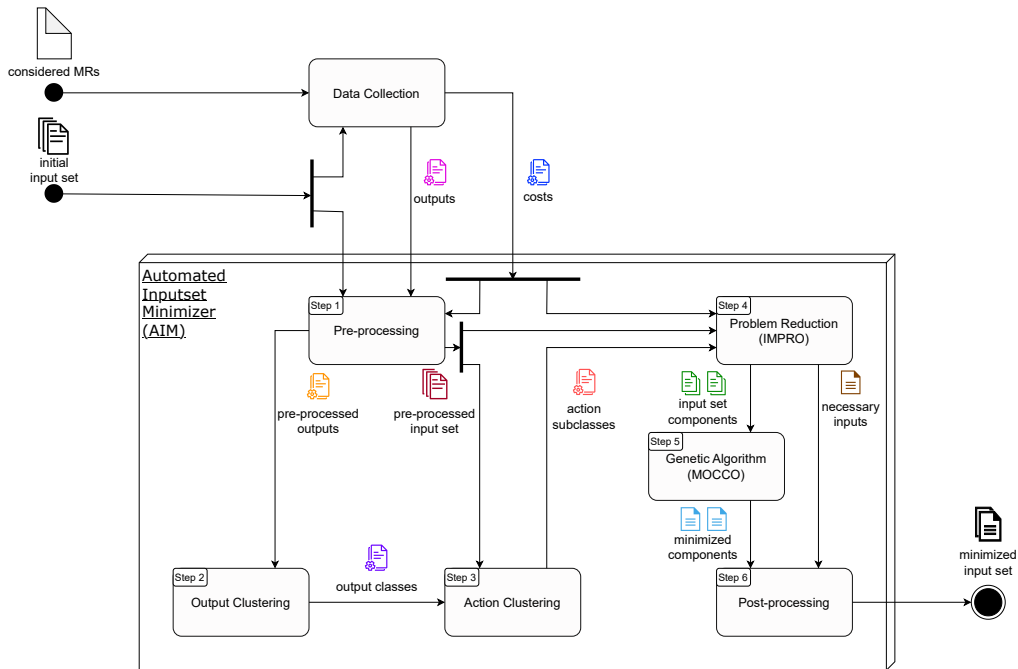 considered MRs
Data Collection
initial
input set
outputs
costs
Automated
Inputset
Minimizer
(AIM)
Step 1
Pre-processing
Step 4
Problem Reduction
(IMPRO)
pre-processed
outputs
pre-processed
input set
action
subclasses
input set
components
necessary
inputs
Step 5
Genetic Algorithm
(MOCCO)
minimized
components
minimized
input set
Step 2
Output Clustering
output classes
Step 3
Action Clustering
Step 6
Post-processing